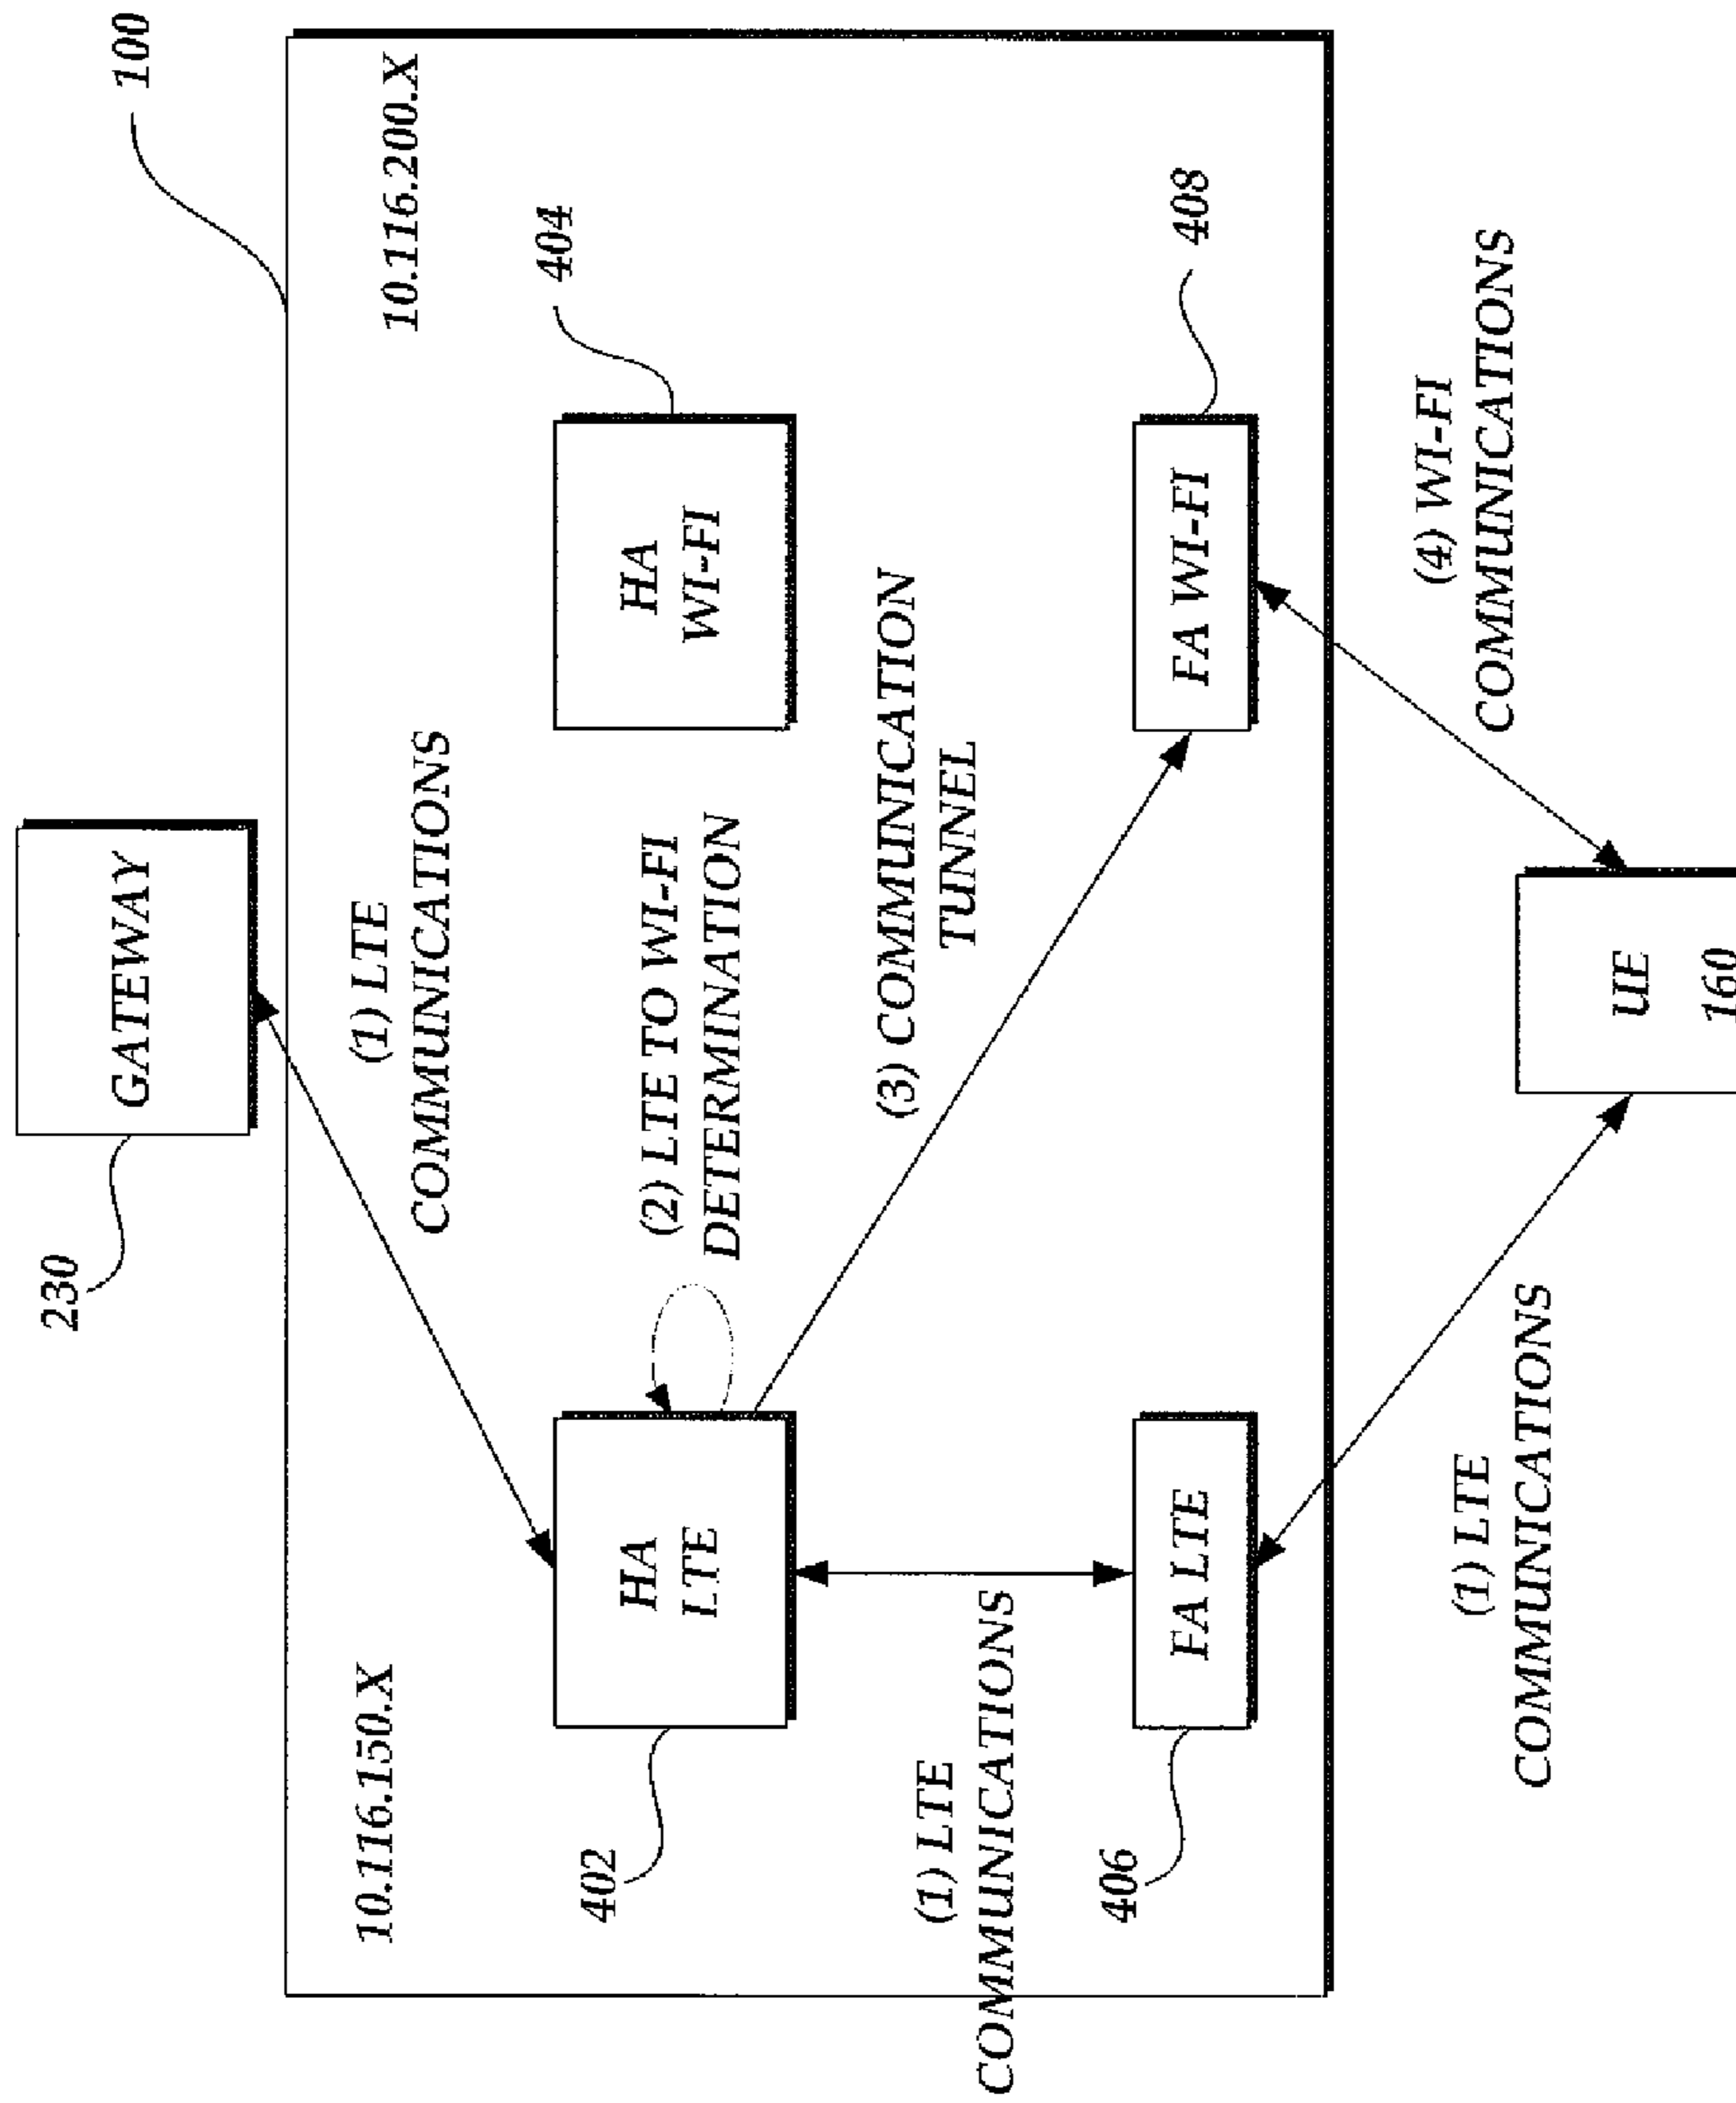 230
GATEWAY
100
10.116.150.X
(1) LTE
COMMUNICATIONS
10.116.200.X
402
HA
LTE
(2) LTE TO WI-FI
DETERMINATION
HA
WI-FI
404
(1) LTE
COMMUNICATIONS
(3) COMMUNICATION
TUNNEL
406
FA LTE
FA WI-FI
408
(1) LTE
COMMUNICATIONS
(4) WI-FI
COMMUNICATIONS
UE
160